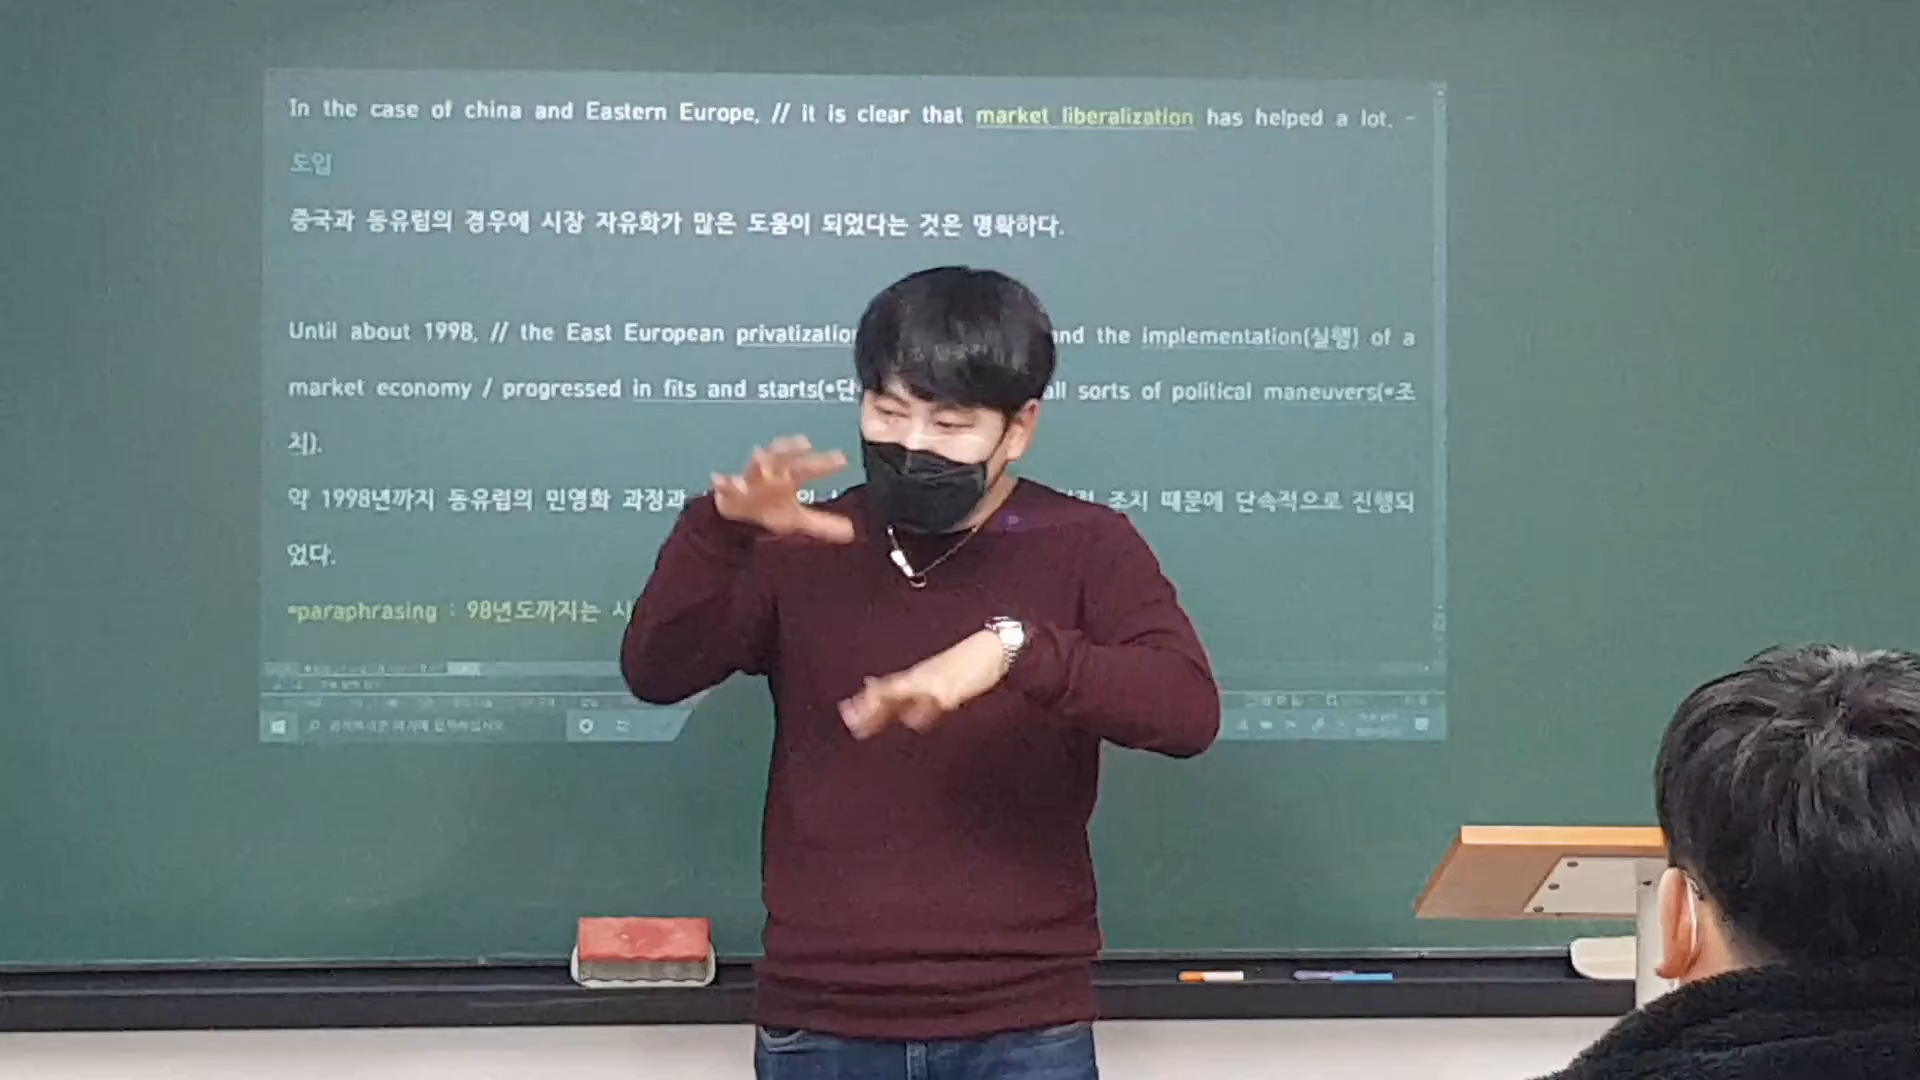 In the case of china and Eastern Europe, // it is clear that market liberalization has helped a lot. -
도입
중국과 동유럽의 경우에 시장 자유화가 많은 도움이 되었다는 것은 명확하다.
Until about 1998, // the East European privatization and the implementation(실행) of a
market economy / progressed in fits and starts(•단 all sorts of political maneuvers(•조
치).
약 1998년까지 동유럽의 민영화 과정과 조치 때문에 단속적으로 진행되
었다.
•paraphrasing : 98년도까지는 시